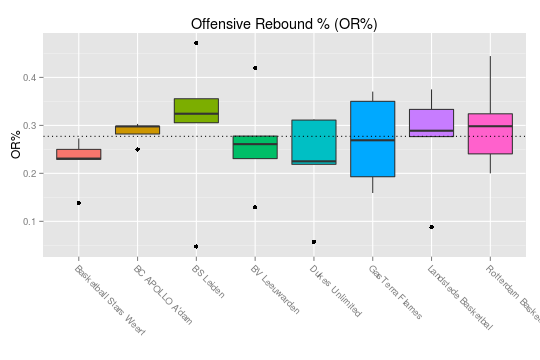 Offensive Rebound % (OR%)
OR%
0.4
0.3
0.2
0.1
Basketball Stars Weert
BC APOLLO A'dam
BS Leiden
BV Leeuwarden
Dukes Unlimited
GasTerra Flames
Landstede Basketbal
Rotterdam Baske